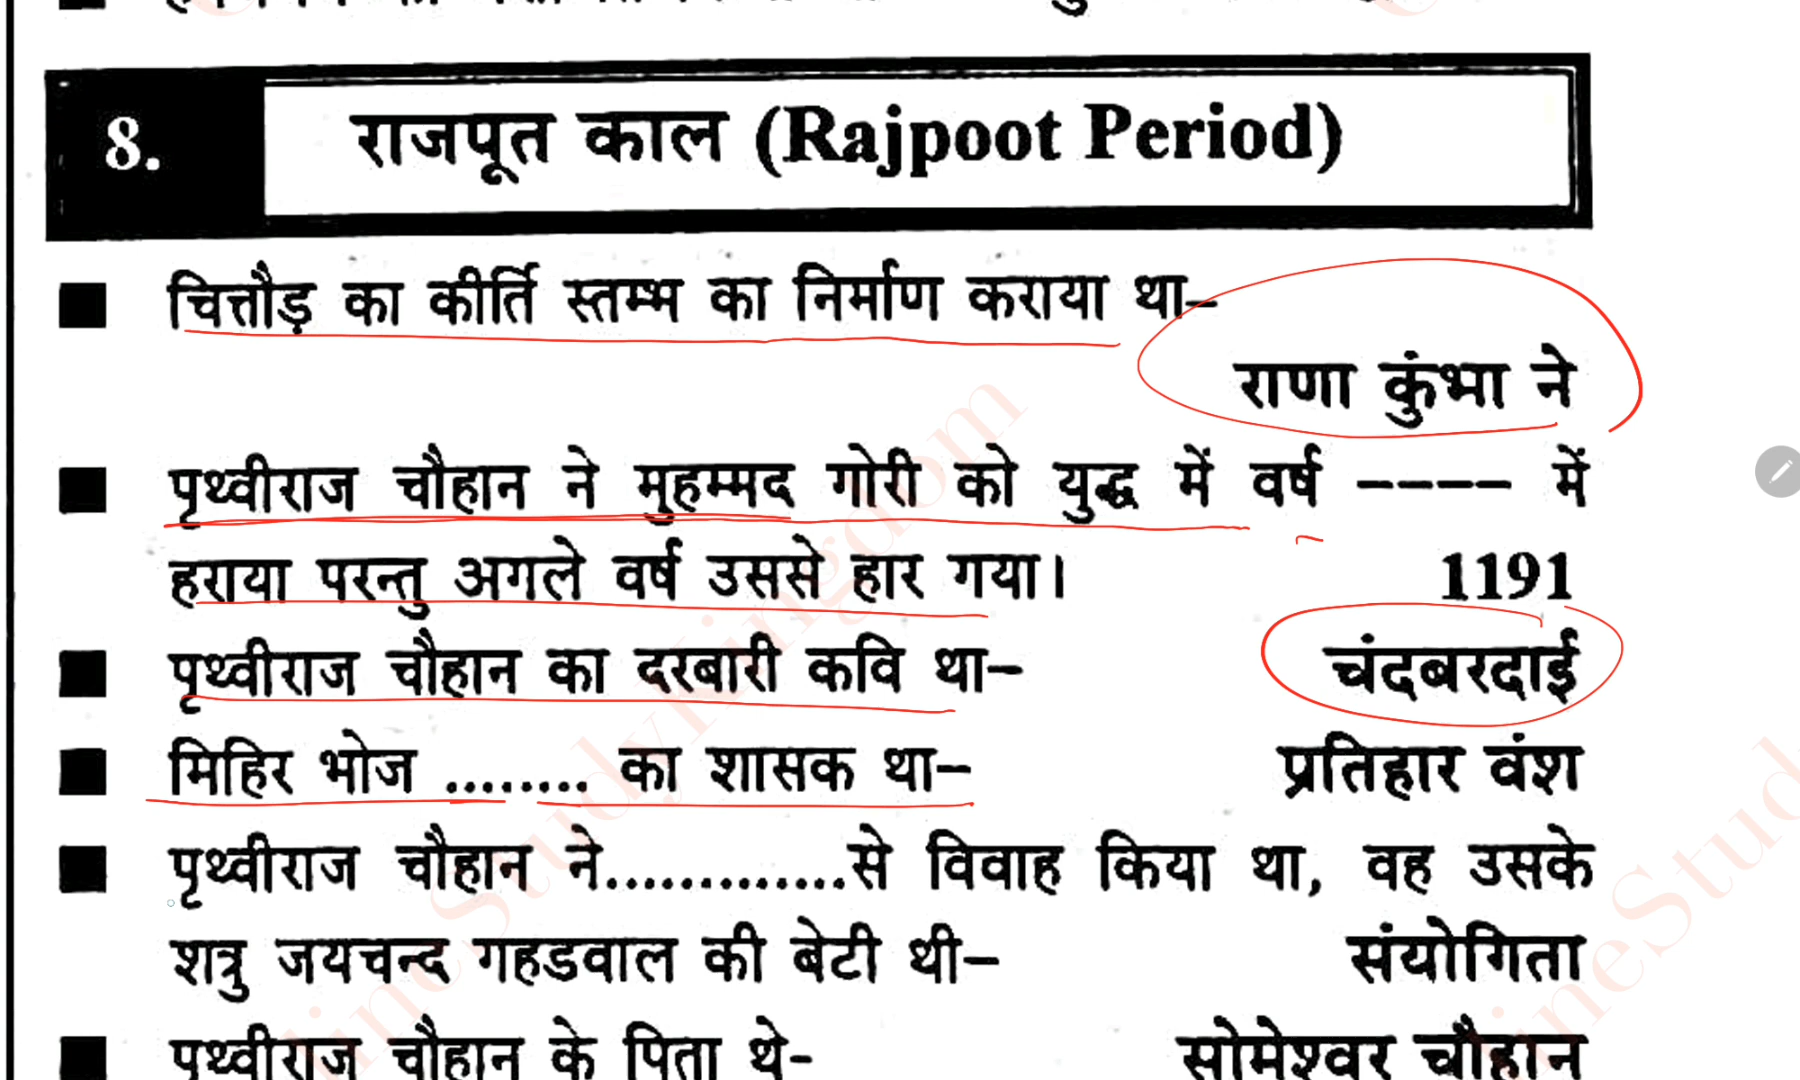 8. राजपूत काल (Rajpoot Period)
■ चित्तौड़ का कीर्ति स्तम्भ का निर्माण कराया था–
राणा कुंभा ने
■ पृथ्वीराज चौहान ने मुहम्मद गोरी को युद्ध में वर्ष ---- में
हराया परन्तु अगले वर्ष उससे हार गया। 1191
■ पृथ्वीराज चौहान का दरबारी कवि था– चंदबरदाई
■ मिहिर भोज ........ का शासक था– प्रतिहार वंश
■ पृथ्वीराज चौहान ने.............से विवाह किया था, वह उसके
शत्रु जयचन्द गहडवाल की बेटी थी– संयोगिता
■ पृथ्वीराज चौहान के पिता थे- सोमेश्वर चौहान
StudyKingdom